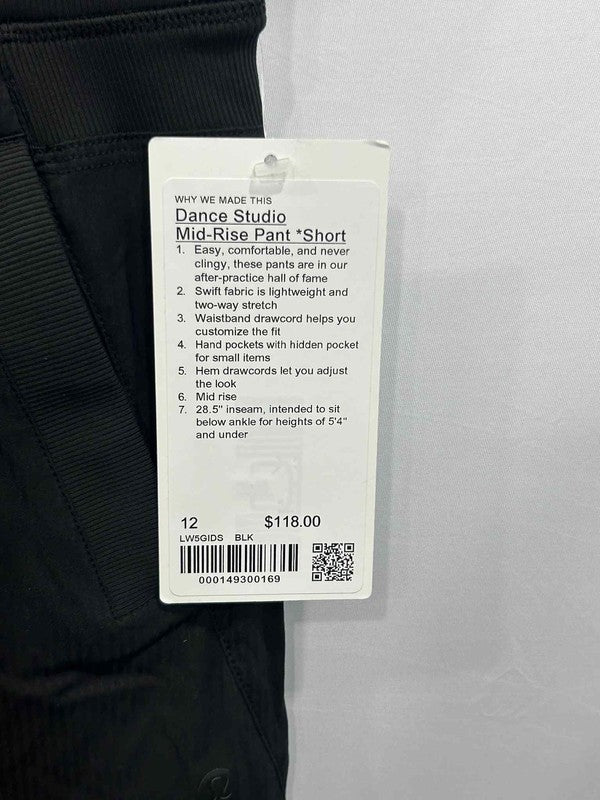 WHY WE MADE THIS
Dance Studio
Mid-Rise Pant *Short
1. Easy, comfortable, and never
clingy, these pants are in our
after-practice hall of fame
2. Swift fabric is lightweight and
two-way stretch
3. Waistband drawcord helps you
customize the fit
4. Hand pockets with hidden pocket
for small items
5. Hem drawcords let you adjust
the look
6. Mid rise
7. 28.5" inseam, intended to sit
below ankle for heights of 5'4"
and under
12 $118.00
LW5GIDS BLK
000149300169